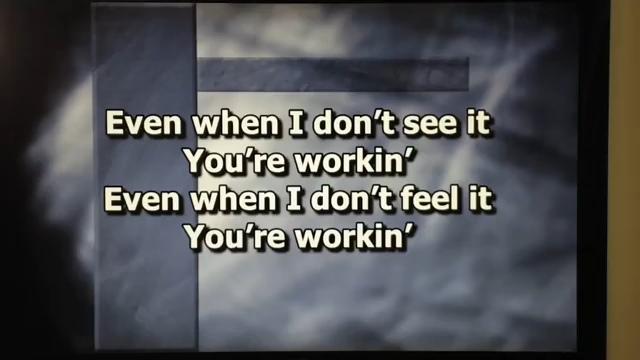 Even when I don't see it
You're workin'
Even when I don't feel it
You're workin'